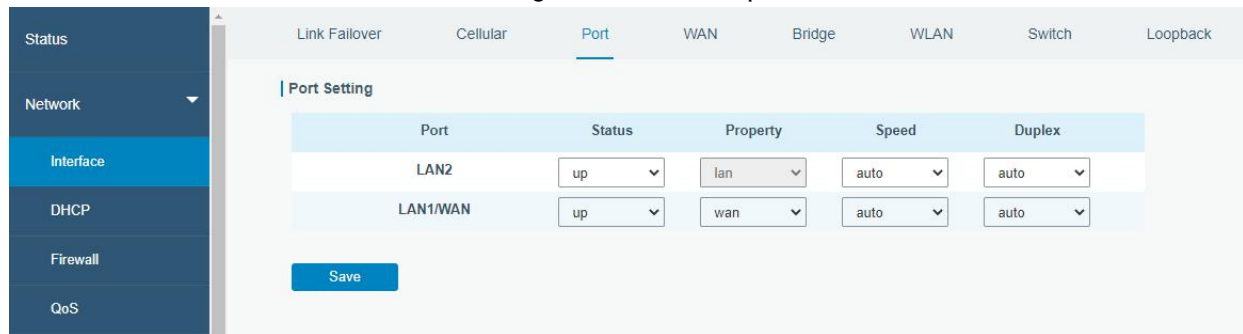 Status
Network
Interface
DHCP
Firewall
QoS
Link Failover Cellular Port WAN Bridge WLAN Switch Loopback
Port Setting
Port Status Property Speed Duplex
LAN2 up lan auto auto
LAN1/WAN up wan auto auto
Save